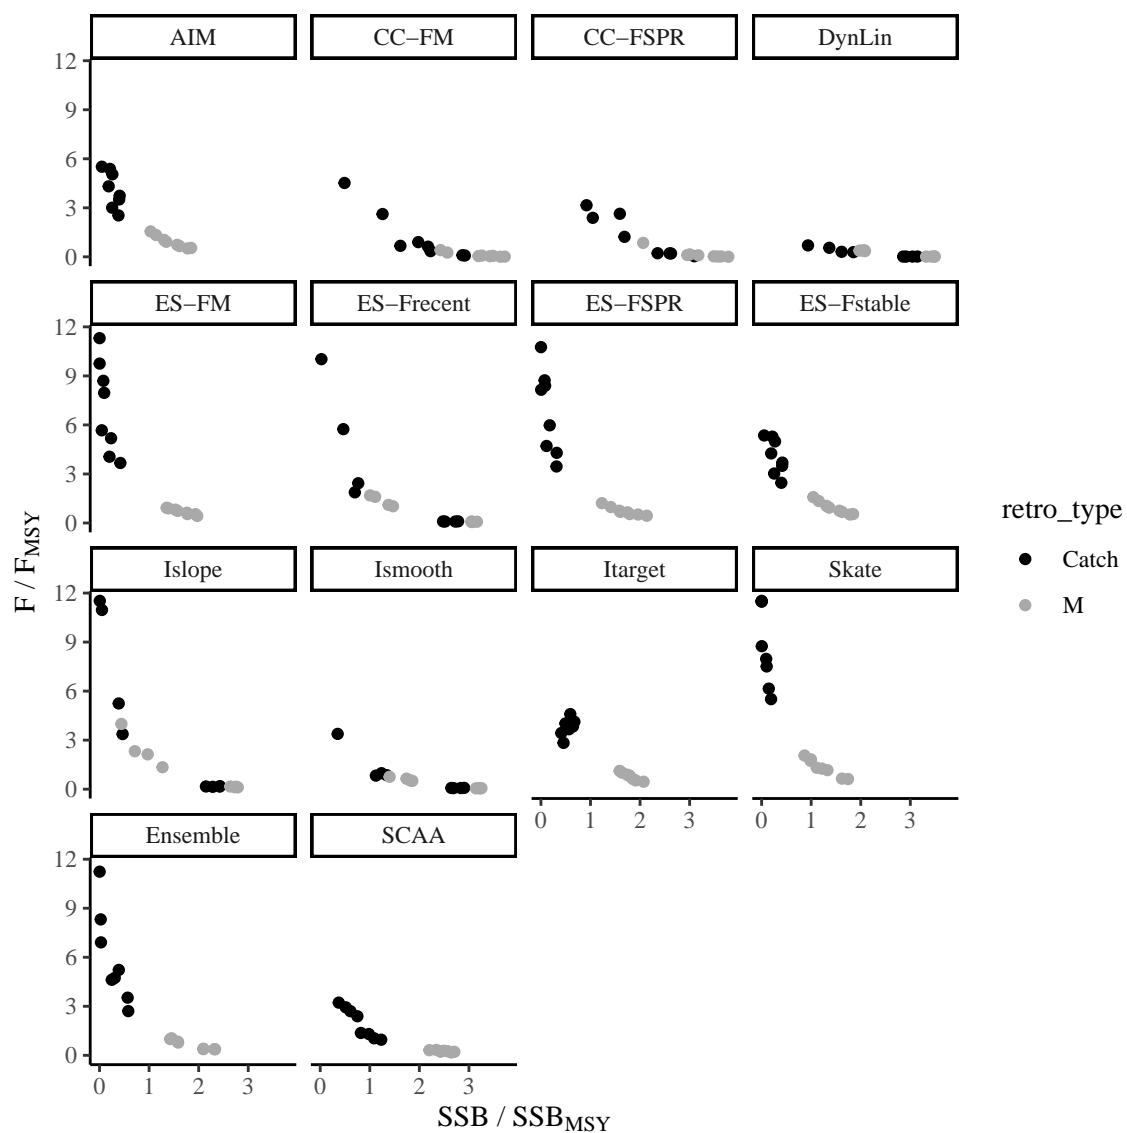 AIM CC−FM CC−FSPR DynLin
12
9
6
3
0
ES−FM ES−Frecent ES−FSPR ES−Fstable
12
9
6
3
0
Islope Ismooth Itarget Skate
12
9
6
3
0
0 1 2 3 0 1 2 3
Ensemble SCAA
12
9
6
3
0
0 1 2 3 0 1 2 3
SSB / SSBMSY
F / FMSY
retro_type
Catch
M